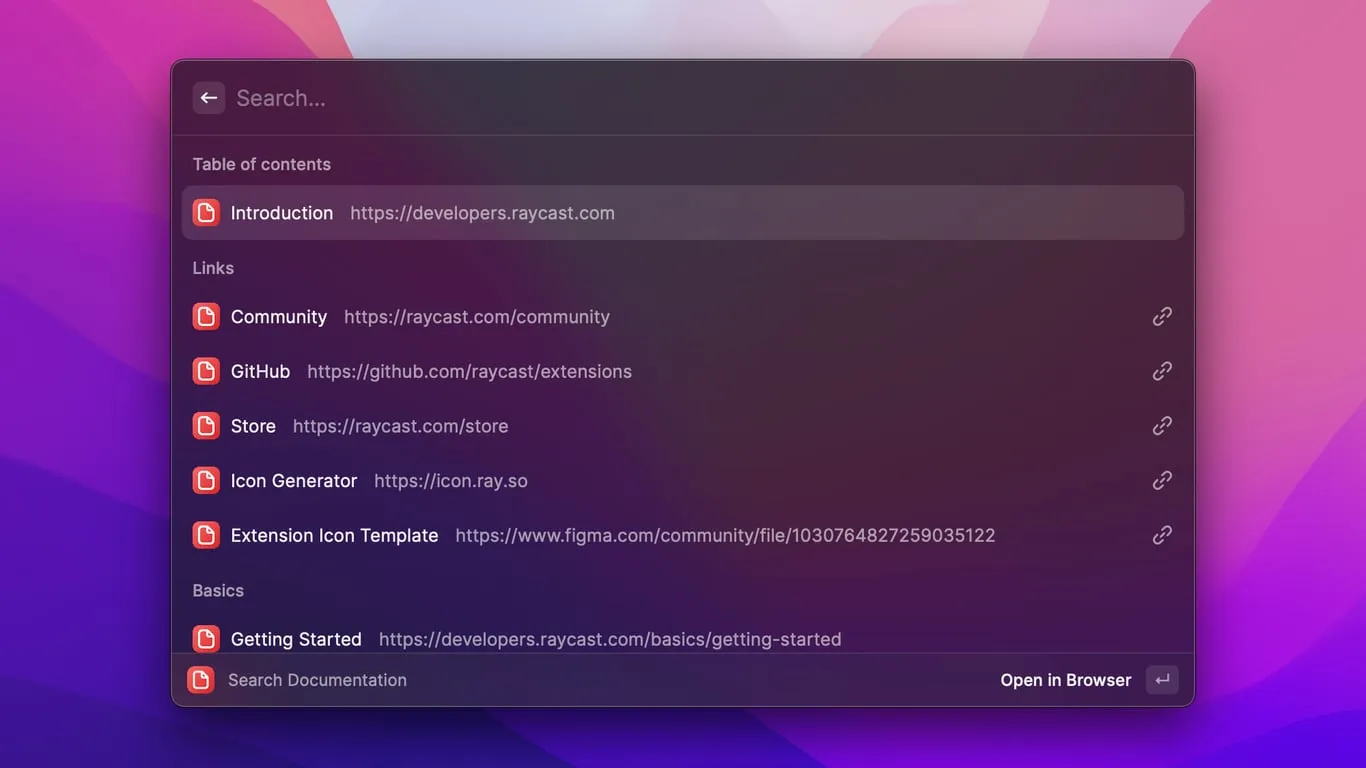 Search...
Table of contents
Introduction https://developers.raycast.com
Links
Community https://raycast.com/community
GitHub https://github.com/raycast/extensions
Store https://raycast.com/store
Icon Generator https://icon.ray.so
Extension Icon Template https://www.figma.com/community/file/1030764827259035122
Basics
Getting Started https://developers.raycast.com/basics/getting-started
Search Documentation Open in Browser